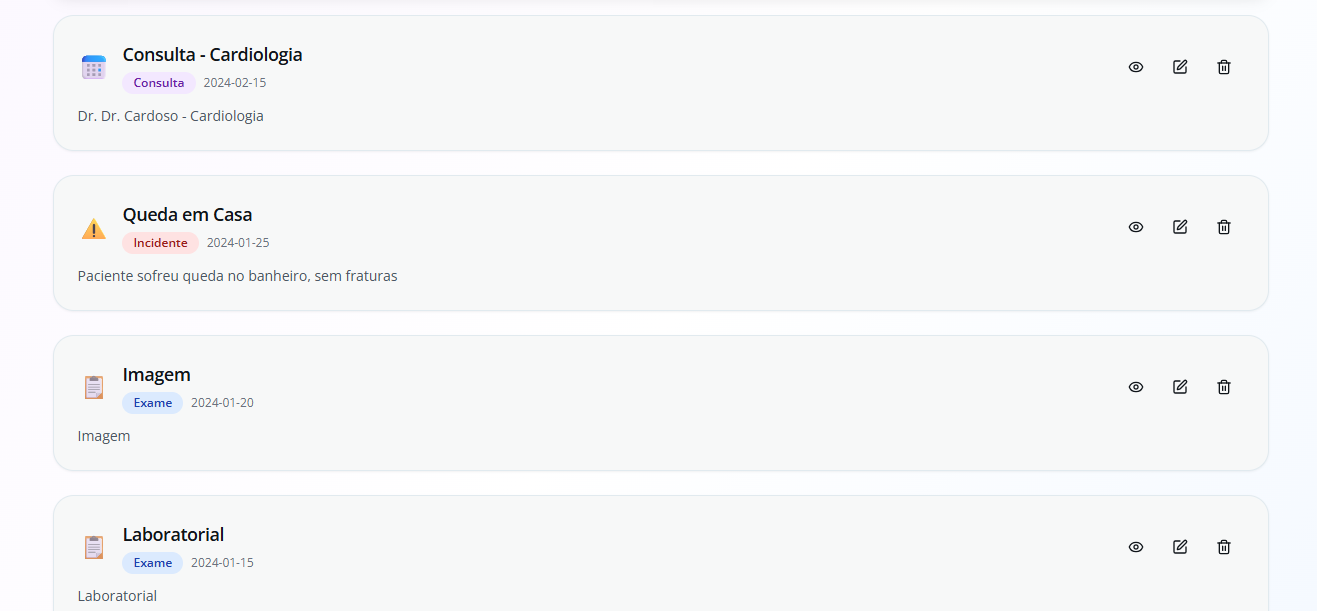 Consulta - Cardiologia
Consulta 2024-02-15
Dr. Dr. Cardoso - Cardiologia
Queda em Casa
Incidente 2024-01-25
Paciente sofreu queda no banheiro, sem fraturas
Imagem
Exame 2024-01-20
Imagem
Laboratorial
Exame 2024-01-15
Laboratorial